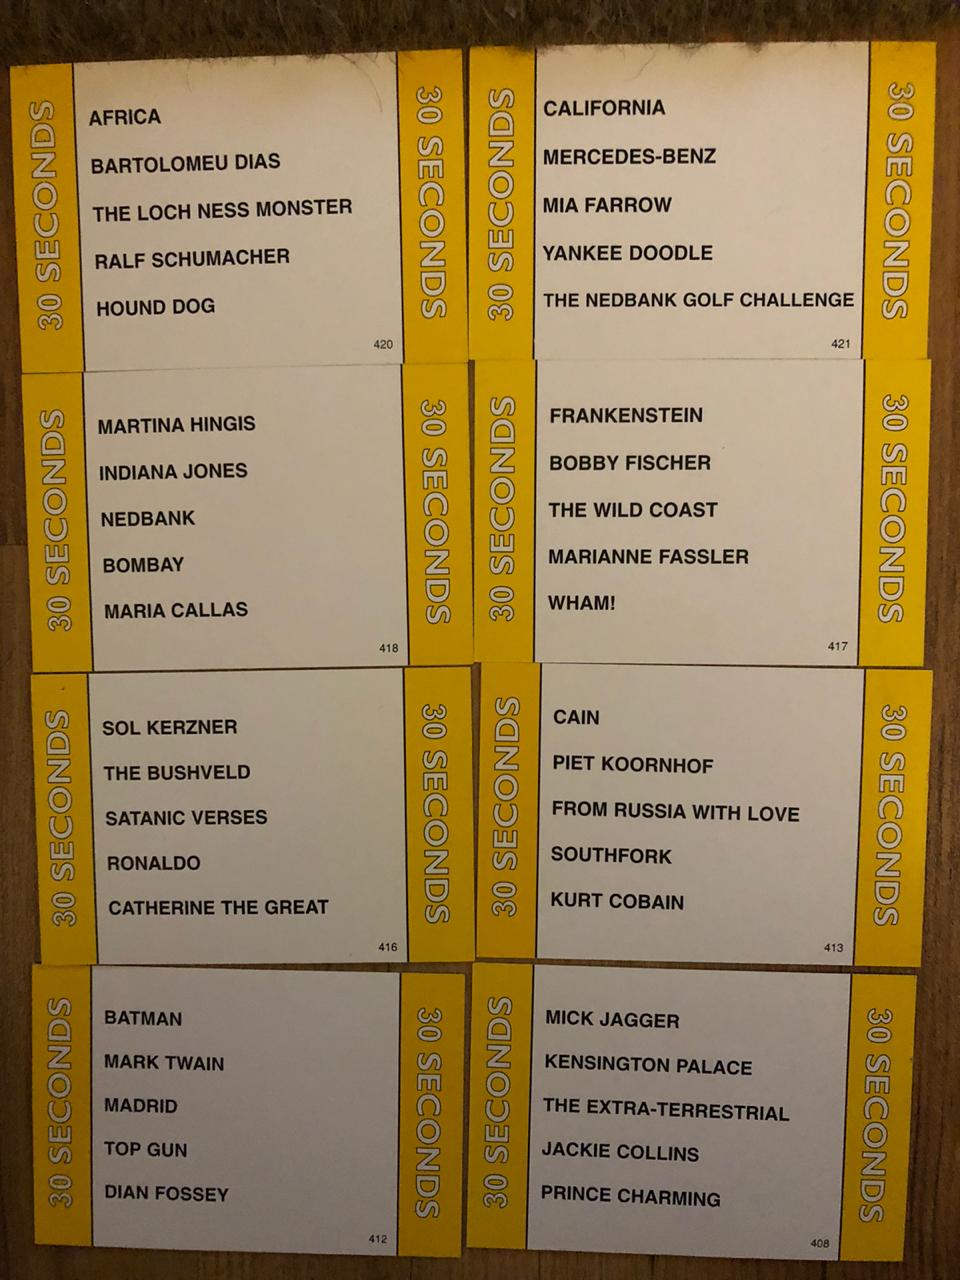 30 SECONDS
AFRICA
BARTOLOMEU DIAS
THE LOCH NESS MONSTER
RALF SCHUMACHER
HOUND DOG
420
30 SECONDS
30 SECONDS
CALIFORNIA
MERCEDES-BENZ
MIA FARROW
YANKEE DOODLE
THE NEDBANK GOLF CHALLENGE
421
30 SECONDS
30 SECONDS
MARTINA HINGIS
INDIANA JONES
NEDBANK
BOMBAY
MARIA CALLAS
418
30 SECONDS
30 SECONDS
FRANKENSTEIN
BOBBY FISCHER
THE WILD COAST
MARIANNE FASSLER
WHAM!
417
30 SECONDS
30 SECONDS
SOL KERZNER
THE BUSHVELD
SATANIC VERSES
RONALDO
CATHERINE THE GREAT
416
30 SECONDS
30 SECONDS
CAIN
PIET KOORNHOF
FROM RUSSIA WITH LOVE
SOUTHFORK
KURT COBAIN
413
30 SECONDS
30 SECONDS
BATMAN
MARK TWAIN
MADRID
TOP GUN
DIAN FOSSEY
412
30 SECONDS
30 SECONDS
MICK JAGGER
KENSINGTON PALACE
THE EXTRA-TERRESTRIAL
JACKIE COLLINS
PRINCE CHARMING
408
30 SECONDS